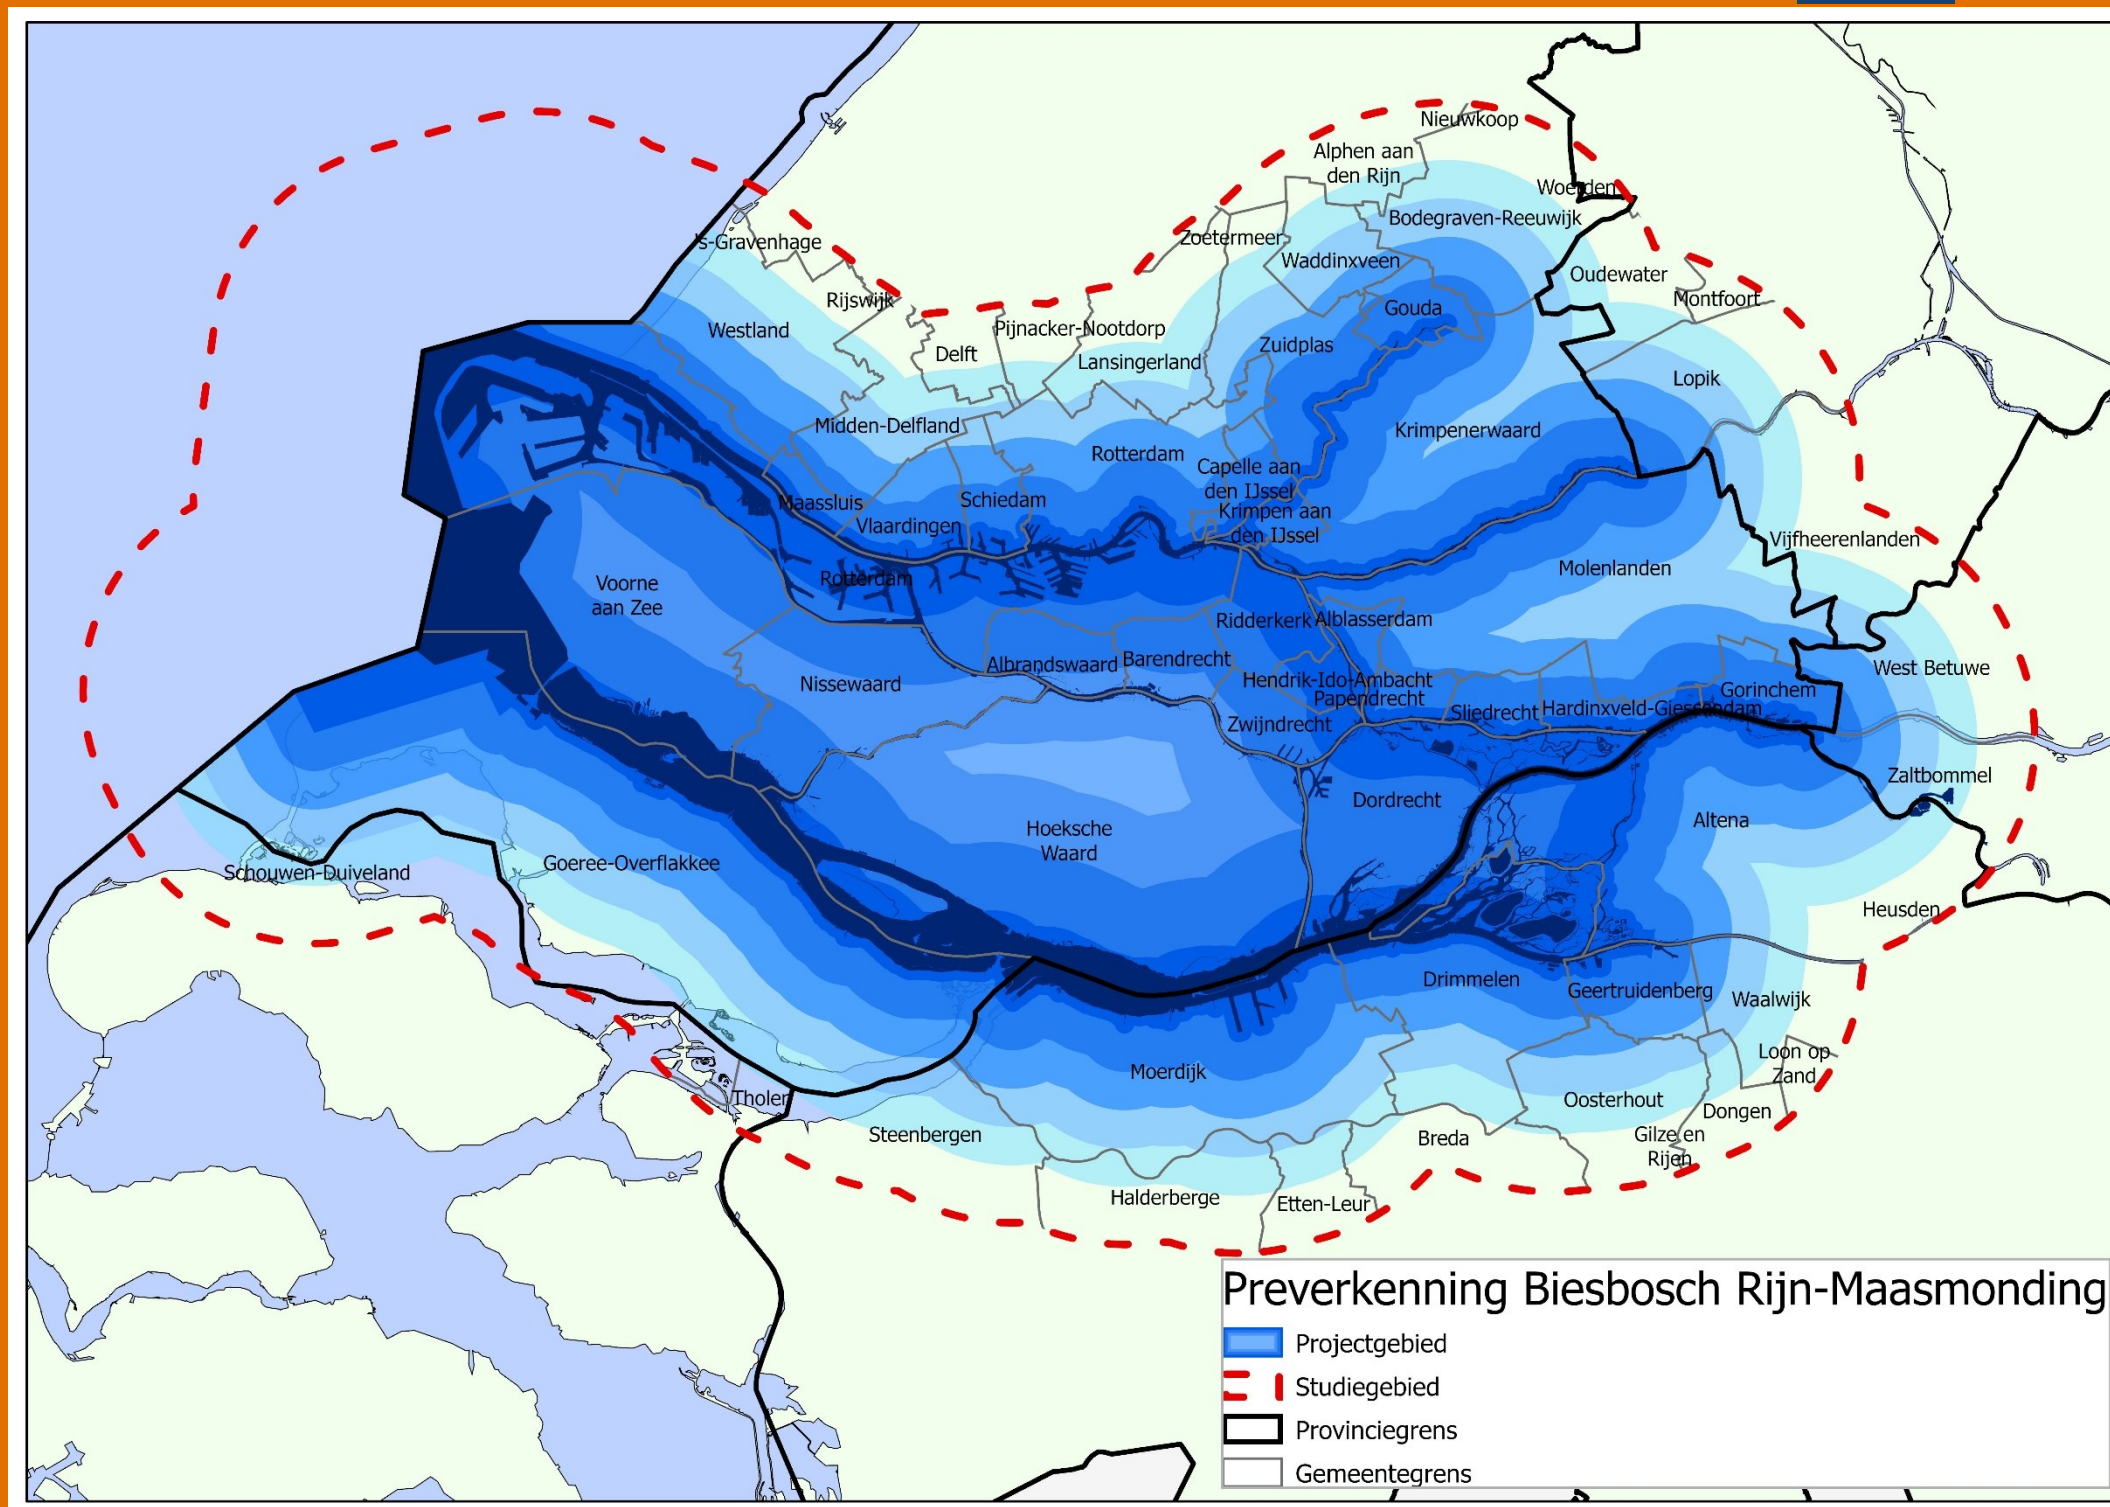 Nieuwkoop
Alphen aan
den Rijn
Woerden
Bodegraven-Reeuwijk
's-Gravenhage
Zoetermeer
Waddinxveen
Oudewater
Rijswijk
Montfoort
Gouda
Westland
Pijnacker-Nootdorp
Delft
Zuidplas
Lansingerland
Lopik
Midden-Delfland
Krimpenerwaard
Rotterdam
Capelle aan
den IJssel
Maassluis
Schiedam
Vlaardingen
Krimpen aan
den IJssel
Vijfheerenlanden
Molenlanden
Rotterdam
Voorne
aan Zee
Ridderkerk
Alblasserdam
Albrandswaard
Barendrecht
West Betuwe
Nissewaard
Hendrik-Ido-Ambacht
Papendrecht
Gorinchem
Sliedrecht
Hardinxveld-Giessendam
Zwijndrecht
Zaltbommel
Dordrecht
Altena
Hoeksche
Waard
Goeree-Overflakkee
Schouwen-Duiveland
Heusden
Drimmelen
Geertruidenberg
Waalwijk
Moerdijk
Loon op
Zand
Tholen
Oosterhout
Dongen
Steenbergen
Breda
Gilze en
Rijen
Halderberge
Etten-Leur
Preverkenning Biesbosch Rijn-Maasmonding
Projectgebied
Studiegebied
Provinciegrens
Gemeentegrens